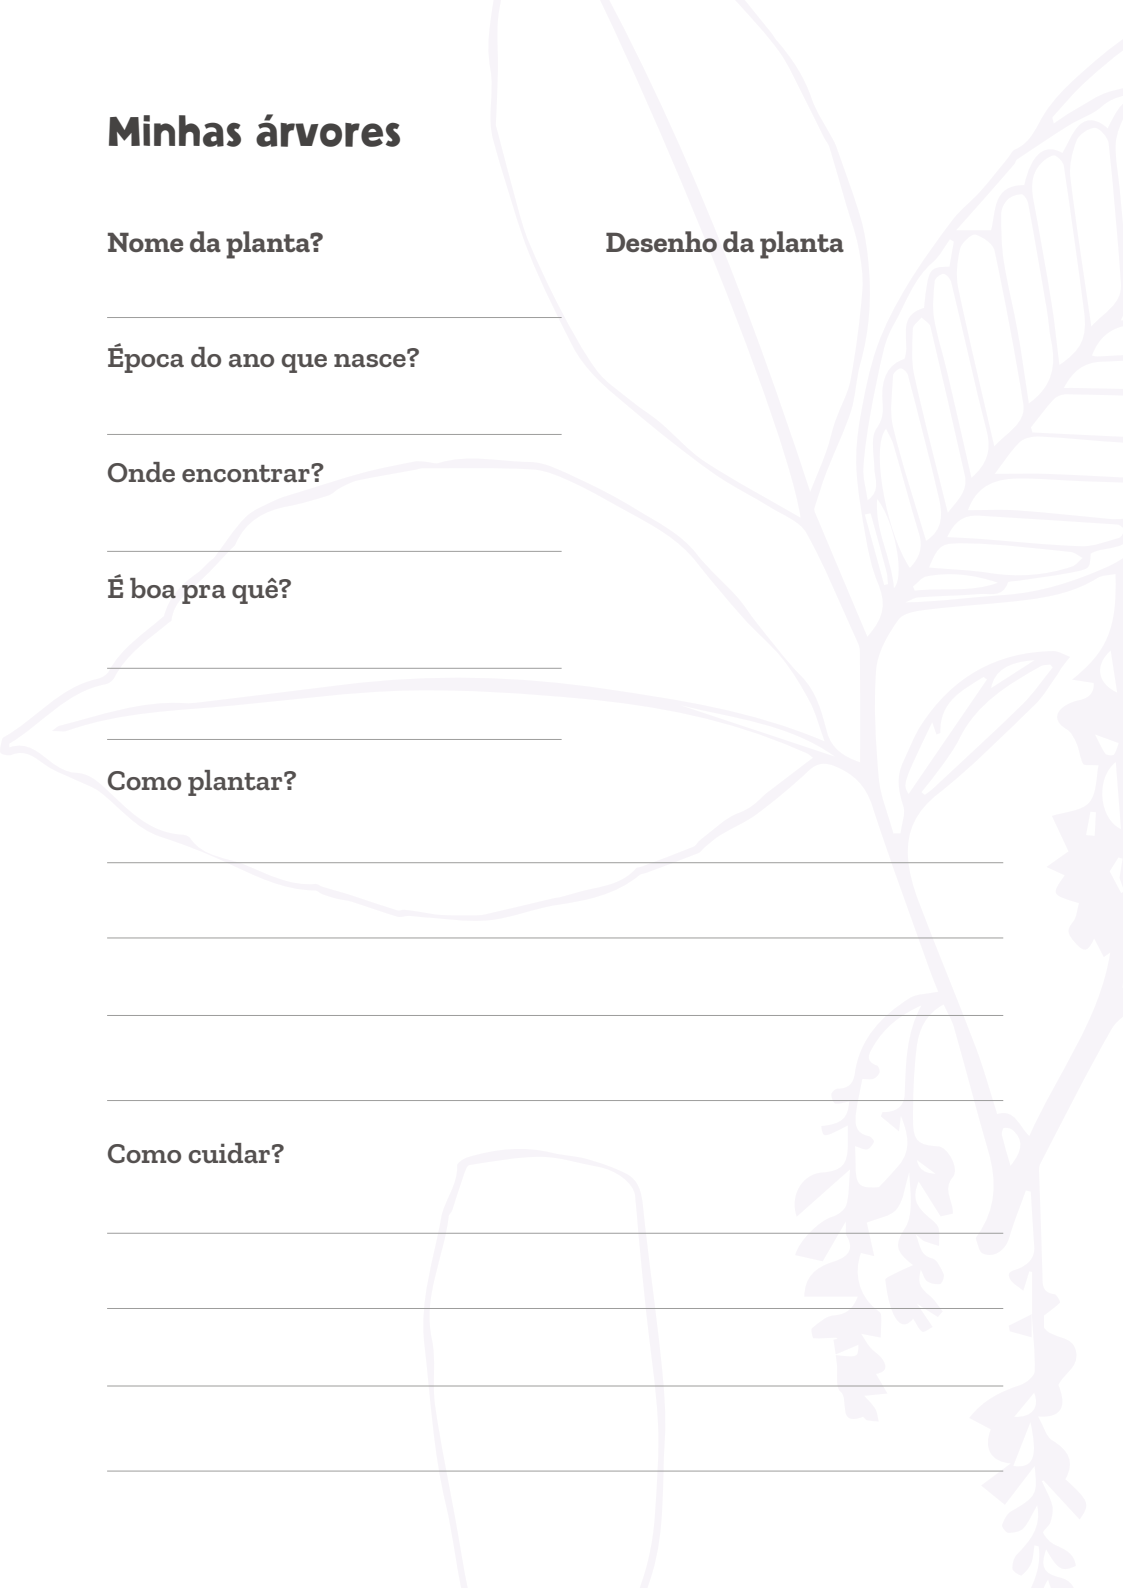 Minhas árvores
Nome da planta?
Desenho da planta
Época do ano que nasce?
Onde encontrar?
É boa pra quê?
Como plantar?
Como cuidar?